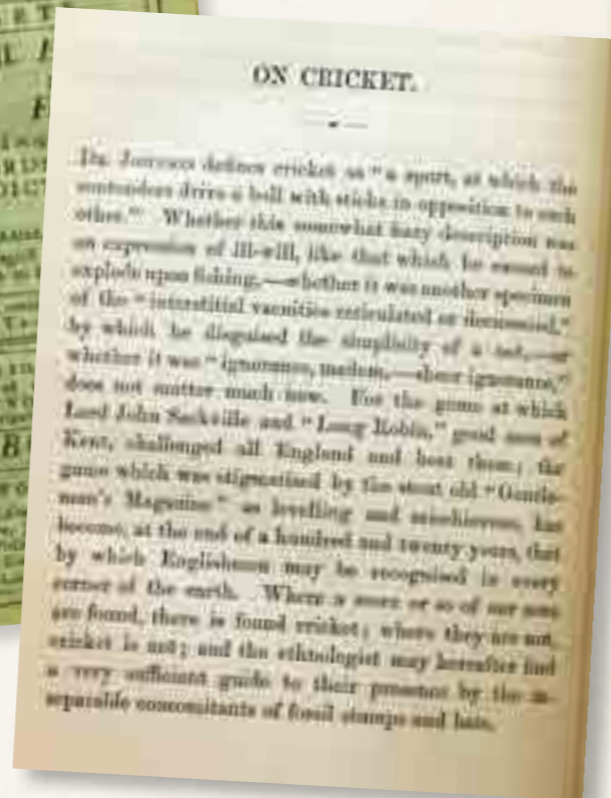 ON CRICKET.
Dr. Johnson defines cricket as "a sport, at which the
contenders drive a ball with sticks in opposition to each
other." Whether this somewhat hazy description was
an expression of ill-will, like that which he caused to
explode upon fishing,—whether it was another specimen
of the "interstitial vacuities reticulated or decussated,"
by which he disguised the simplicity of a net,—or
whether it was "ignorance, madam,—sheer ignorance,"
does not matter much now. For the game at which
Lord John Sackville and "Long Robin," good men of
Kent, challenged all England and beat them; the
game which was stigmatised by the stout old "Gentle-
man's Magazine" as levelling and mischievous, has
become, at the end of a hundred and twenty years, that
by which Englishmen may be recognised in every
corner of the earth. Where a score or so of our
are found, there is found cricket; where they are not,
cricket is not; and the ethnologist may hereafter find
a very sufficient guide to their presence by the in-
separable concomitants of fossil stumps and bats.